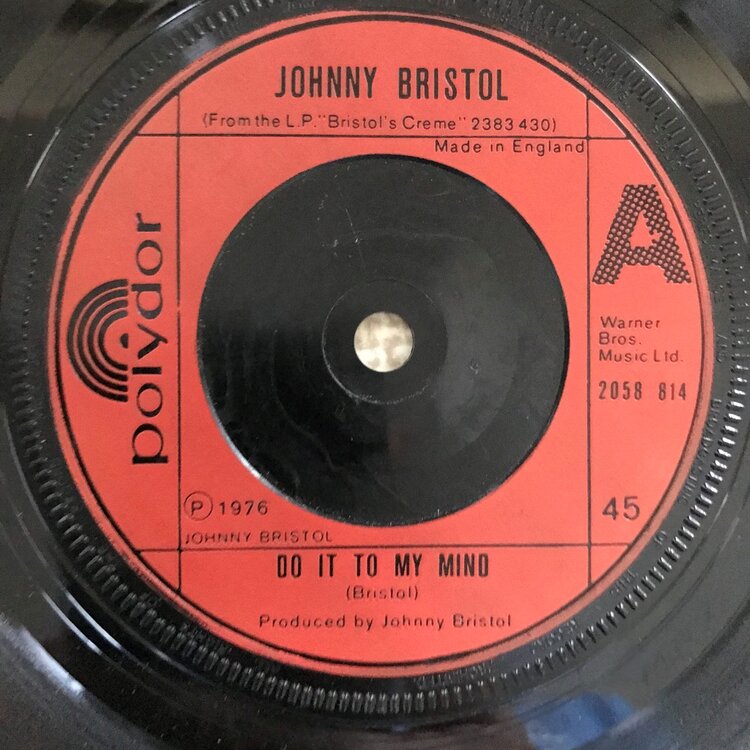 JOHNNY BRISTOL
(From the L.P. "Bristol's Creme" 2383 430)
Made in England
A
polydor
Warner
Bros.
Music Ltd.
2058 814
Ⓟ 1976
45
JOHNNY BRISTOL
DO IT TO MY MIND
(Bristol)
Produced by Johnny Bristol